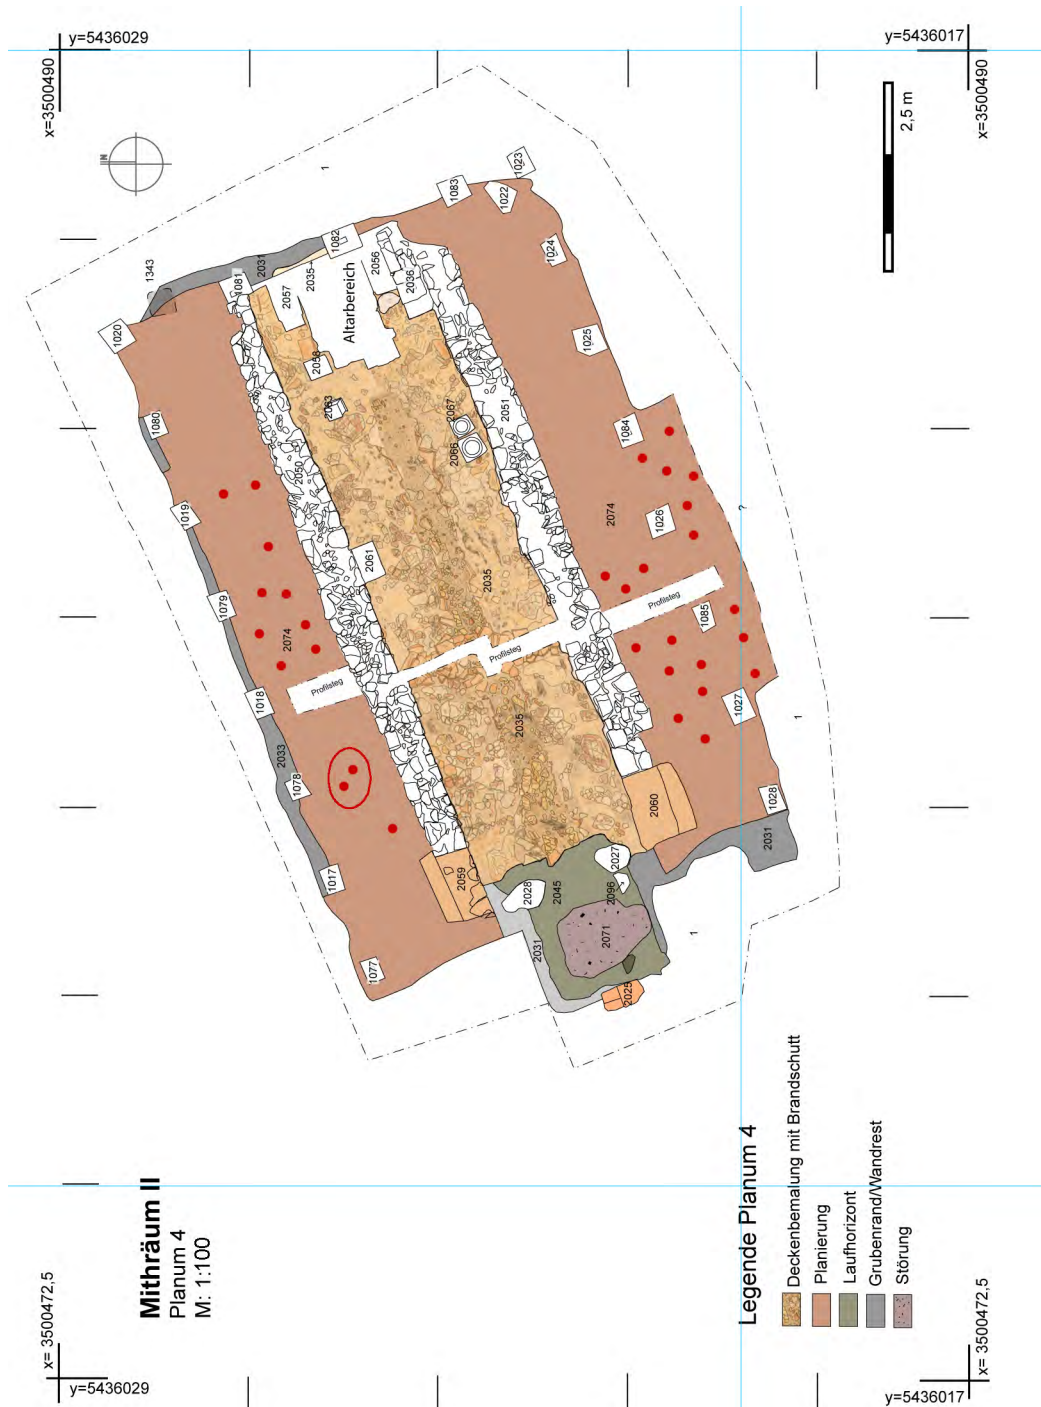 y=5436029
x=3500490
y=5436017
x=3500490
2,5 m
N
1
1343
1020
1081
2031
2035
1082
1083
1022
1023
1024
2057
2056
2036
Altarbereich
2058
2063
1025
1080
2067
2066
2051
1084
1019
2050
2061
2074
1026
?
1079
2074
2035
Profilsteg
Profilsteg
Profilsteg
1085
1018
2035
1027
1
2033
1078
2060
1028
2031
1017
2059
2028
2045
2027
2096
2071
1
1077
2031
2025
Mithräum II
Planum 4
M: 1:100
Legende Planum 4
Deckenbemalung mit Brandschutt
Planierung
Laufhorizont
Grubenrand/Wandrest
Störung
x= 3500472,5
y=5436029
x= 3500472,5
y=5436017